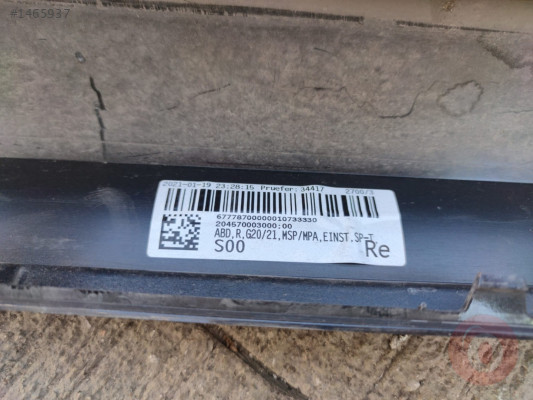 #1465937
2021-01-19 23:28:15 Pruefer: 34417
67778700000010733330
204570003000;00
ABD,R,G20/21,MSP/MPA,EINST.SP-T
S00 Re